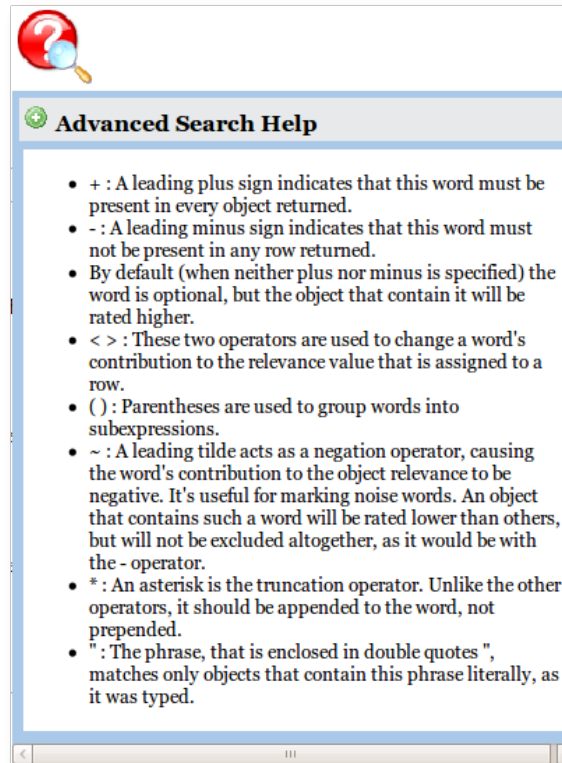 Advanced Search Help
• + : A leading plus sign indicates that this word must be
present in every object returned.
• - : A leading minus sign indicates that this word must
not be present in any row returned.
• By default (when neither plus nor minus is specified) the
word is optional, but the object that contain it will be
rated higher.
• < > : These two operators are used to change a word's
contribution to the relevance value that is assigned to a
row.
• ( ) : Parentheses are used to group words into
subexpressions.
• ~ : A leading tilde acts as a negation operator, causing
the word's contribution to the object relevance to be
negative. It's useful for marking noise words. An object
that contains such a word will be rated lower than others,
but will not be excluded altogether, as it would be with
the - operator.
• * : An asterisk is the truncation operator. Unlike the other
operators, it should be appended to the word, not
prepended.
• " : The phrase, that is enclosed in double quotes ",
matches only objects that contain this phrase literally, as
it was typed.